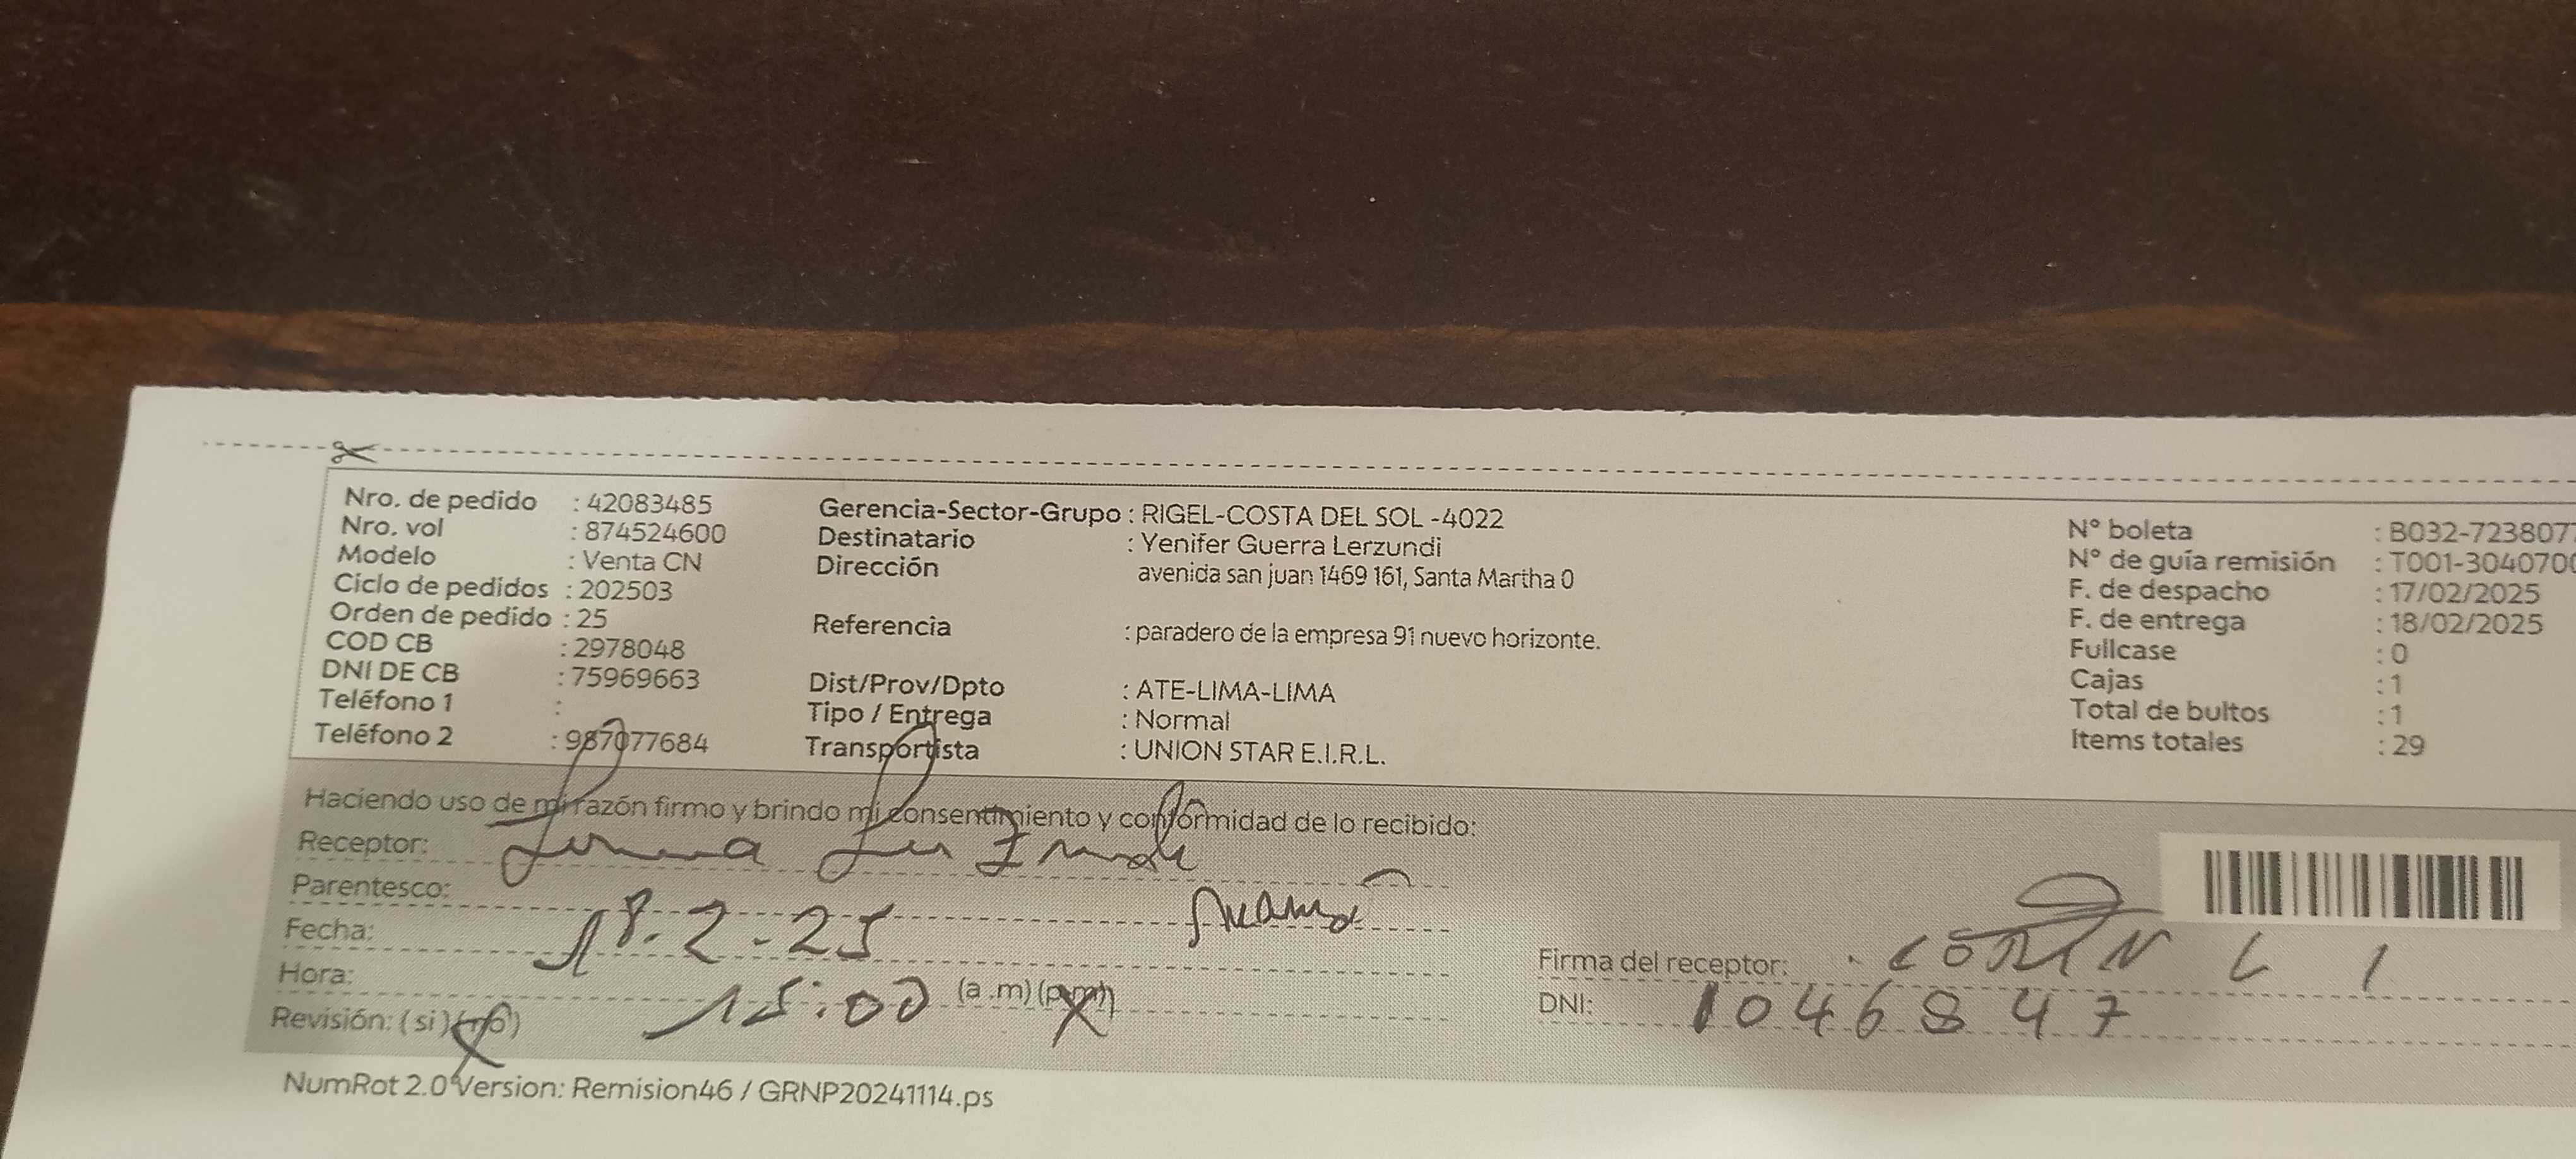 Nro. de pedido : 42083485
Nro. vol : 874524600
Modelo : Venta CN
Ciclo de pedidos : 202503
Orden de pedido : 25
COD CB : 2978048
DNI DE CB : 75969663
Teléfono 1 :
Teléfono 2 : 987077684
Gerencia-Sector-Grupo : RIGEL-COSTA DEL SOL -4022
Destinatario : Yenifer Guerra Lerzundi
Dirección avenida san juan 1469 161, Santa Martha 0
Referencia : paradero de la empresa 91 nuevo horizonte.
Dist/Prov/Dpto : ATE-LIMA-LIMA
Tipo / Entrega : Normal
Transportista : UNION STAR E.I.R.L.
N° boleta : B032-7238077
N° de guía remisión : T001-3040700
F. de despacho : 17/02/2025
F. de entrega : 18/02/2025
Fullcase : 0
Cajas : 1
Total de bultos : 1
Items totales : 29
Haciendo uso de mi razón firmo y brindo mi consentimiento y conformidad de lo recibido:
Receptor:
Parentesco:
Fecha: 18-2-25
Hora: 15:00 (a .m) (p.m)
Revisión: ( si ) (no)
Firma del receptor:
DNI: 1046847
NumRot 2.0 Version: Remision46 / GRNP20241114.ps